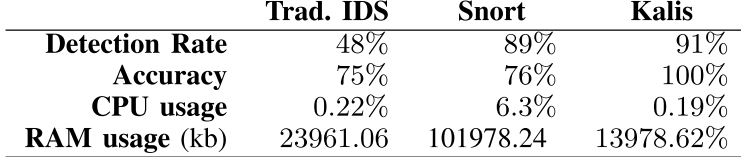 Trad. IDS Snort Kalis
Detection Rate 48% 89% 91%
Accuracy 75% 76% 100%
CPU usage 0.22% 6.3% 0.19%
RAM usage (kb) 23961.06 101978.24 13978.62%